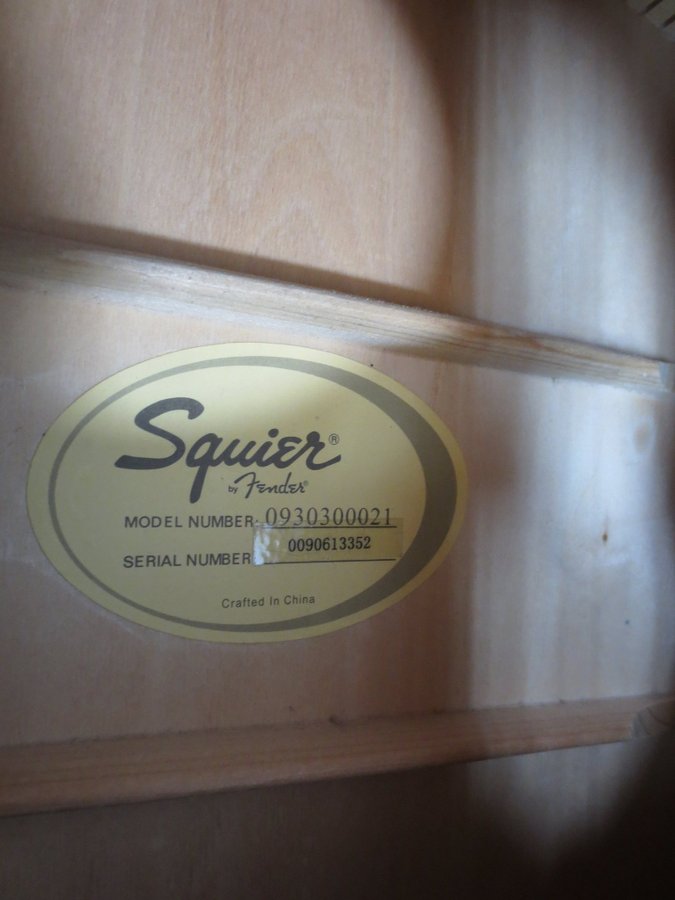 Squier®
by Fender®
MODEL NUMBER: 0930300021
SERIAL NUMBER 0090613352
Crafted In China